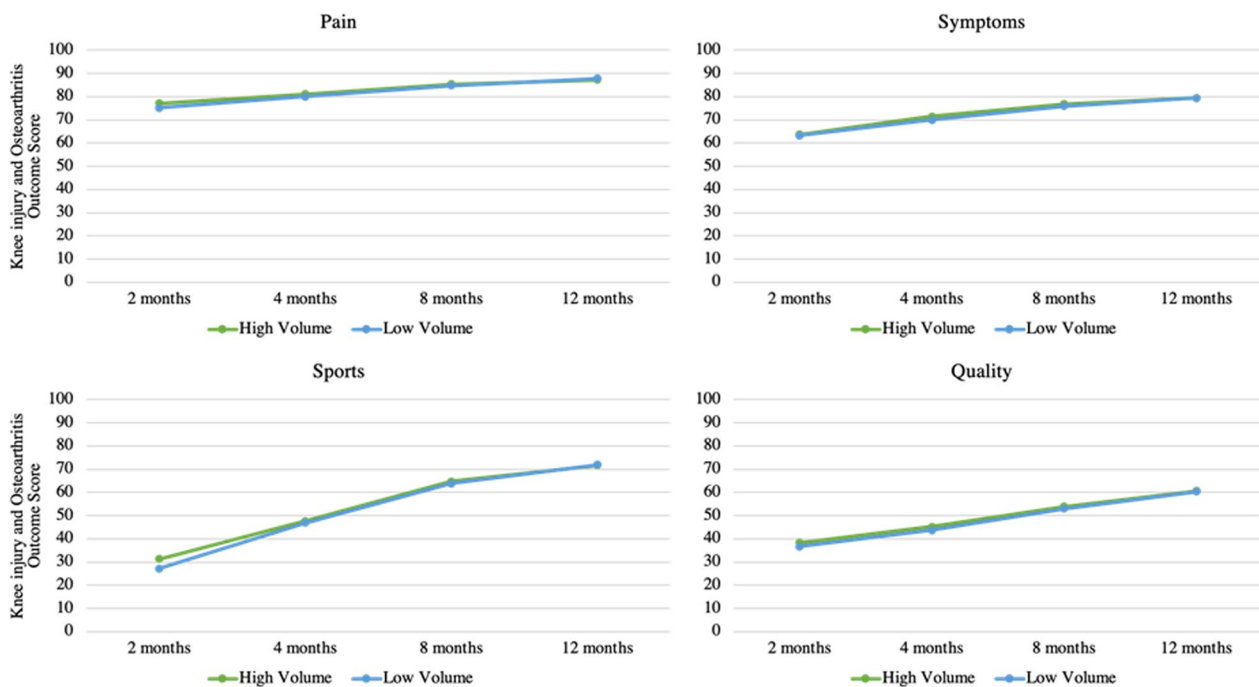 Pain
Knee injury and Osteoarthritis
Outcome Score
100
90
80
70
60
50
40
30
20
10
0
2 months
4 months
8 months
12 months
High Volume
Low Volume
Symptoms
100
90
80
70
60
50
40
30
20
10
0
2 months
4 months
8 months
12 months
High Volume
Low Volume
Sports
Knee injury and Osteoarthritis
Outcome Score
100
90
80
70
60
50
40
30
20
10
0
2 months
4 months
8 months
12 months
High Volume
Low Volume
Quality
100
90
80
70
60
50
40
30
20
10
0
2 months
4 months
8 months
12 months
High Volume
Low Volume